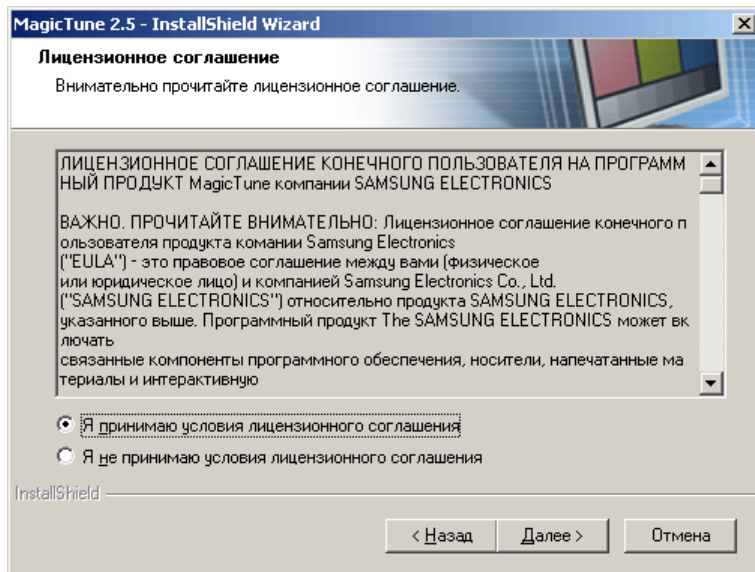 MagicTune 2.5 - InstallShield Wizard
Лицензионное соглашение
Внимательно прочитайте лицензионное соглашение.
ЛИЦЕНЗИОННОЕ СОГЛАШЕНИЕ КОНЕЧНОГО ПОЛЬЗОВАТЕЛЯ НА ПРОГРАММ
НЫЙ ПРОДУКТ MagicTune компании SAMSUNG ELECTRONICS
ВАЖНО. ПРОЧИТАЙТЕ ВНИМАТЕЛЬНО: Лицензионное соглашение конечного п
ользователя продукта комании Samsung Electronics
("EULA") - это правовое соглашение между вами (физическое
или юридическое лицо) и компанией Samsung Electronics Co., Ltd.
("SAMSUNG ELECTRONICS") относительно продукта SAMSUNG ELECTRONICS,
указанного выше. Программный продукт The SAMSUNG ELECTRONICS может вк
лючать
связанные компоненты программного обеспечения, носители, напечатанные ма
териалы и интерактивную
Я принимаю условия лицензионного соглашения
Я не принимаю условия лицензионного соглашения
InstallShield
< Назад Далее > Отмена